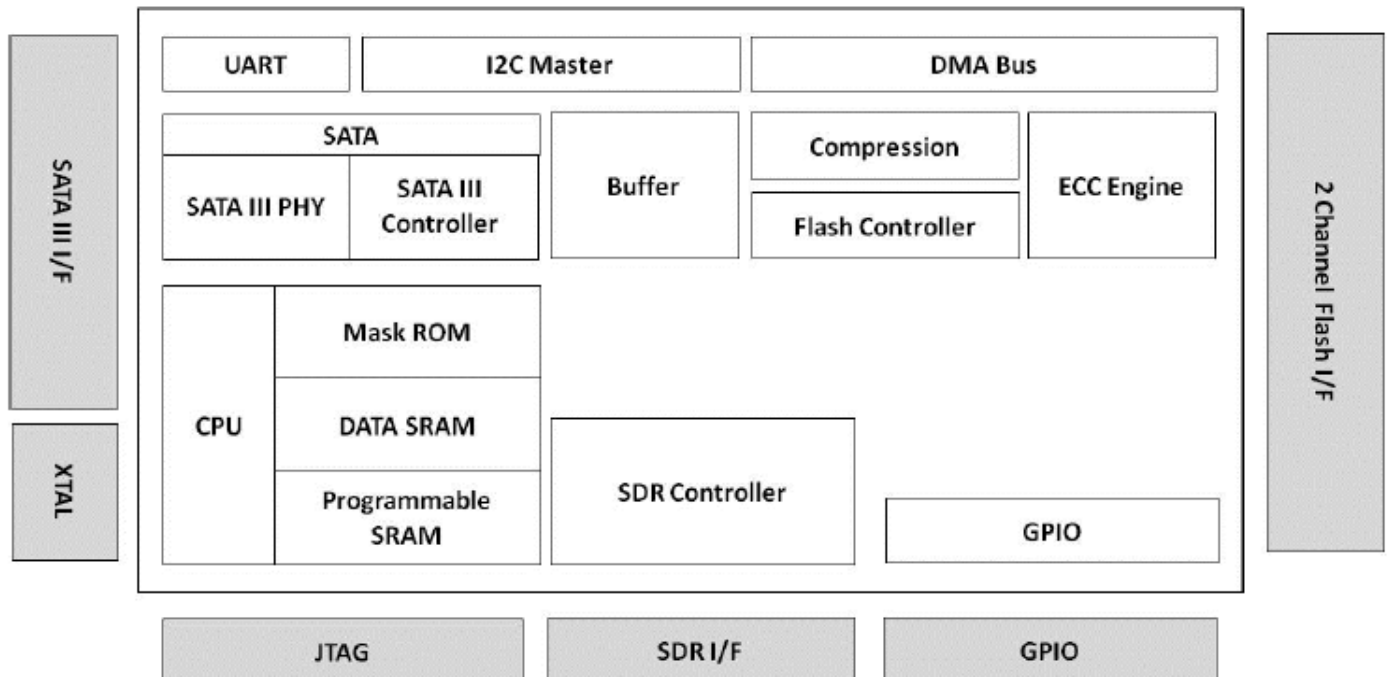 UART
I2C Master
DMA Bus
SATA
SATA III PHY
SATA III
Controller
Buffer
Compression
Flash Controller
ECC Engine
SATA III I/F
2 Channel Flash I/F
CPU
Mask ROM
DATA SRAM
Programmable
SRAM
SDR Controller
GPIO
XTAL
JTAG
SDR I/F
GPIO